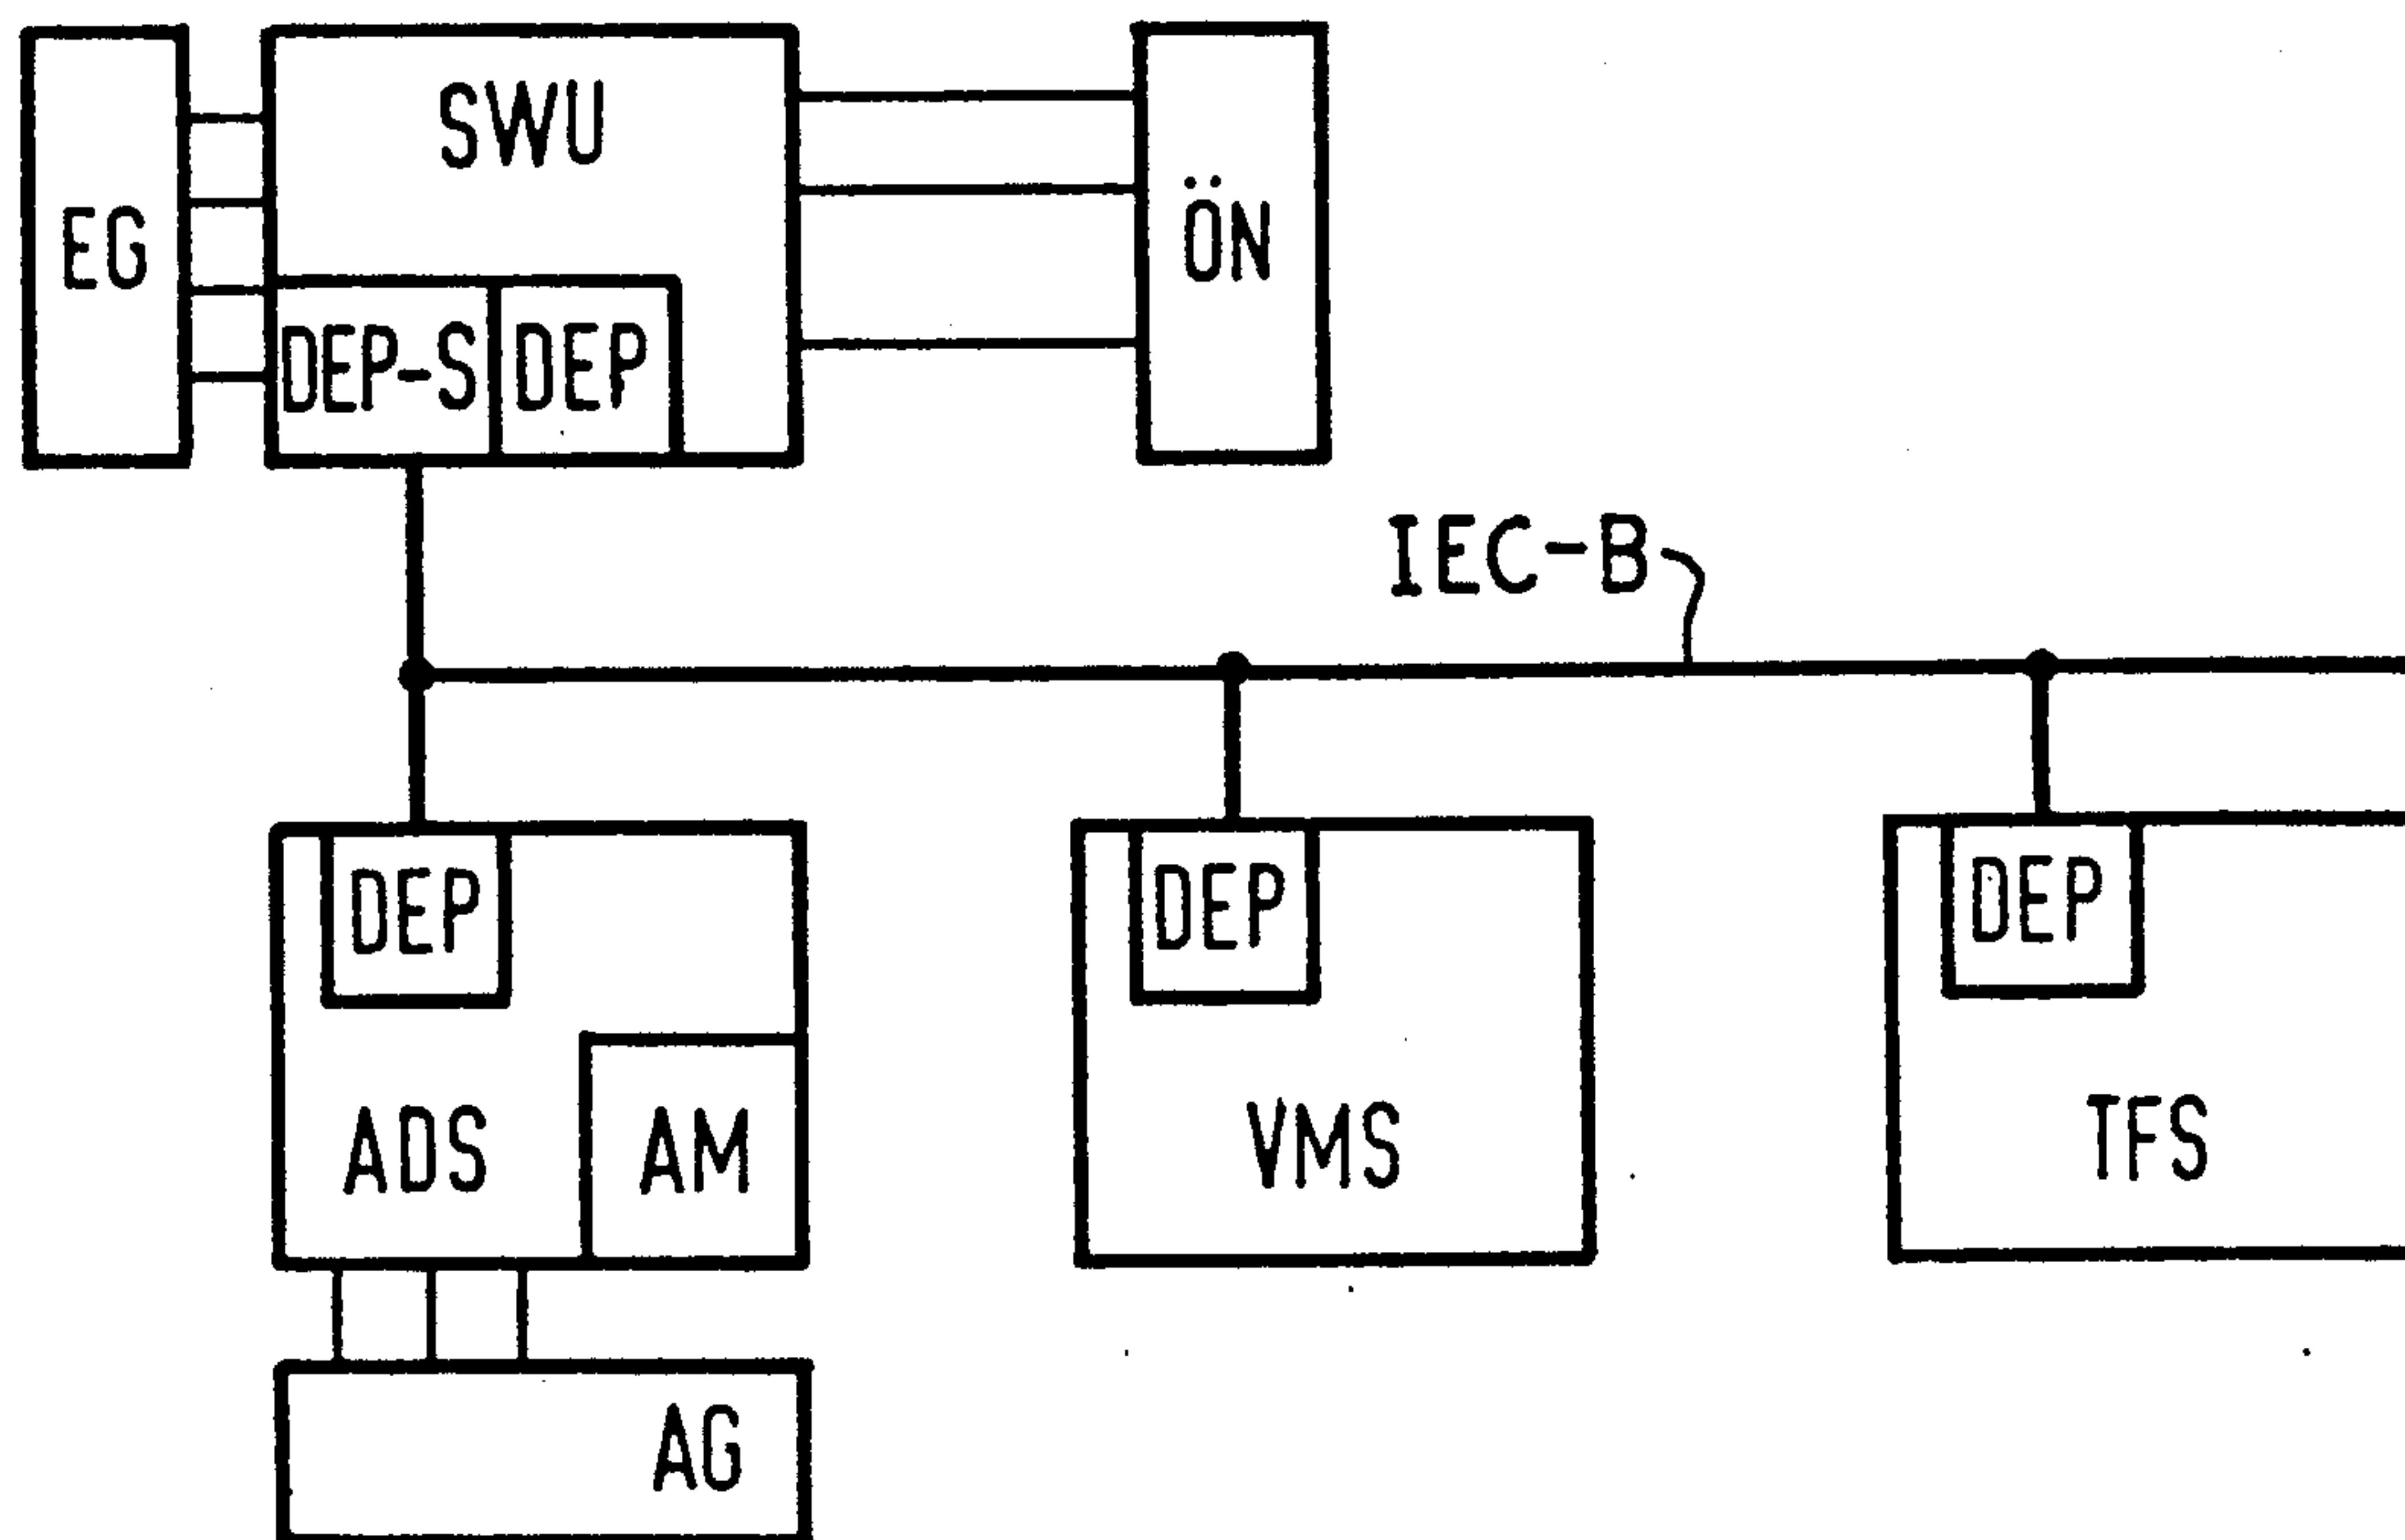 SWU
EG
ÖN
DEP-S
DEP
IEC-B
DEP
DEP
DEP
ADS
AM
VMS
TFS
AG